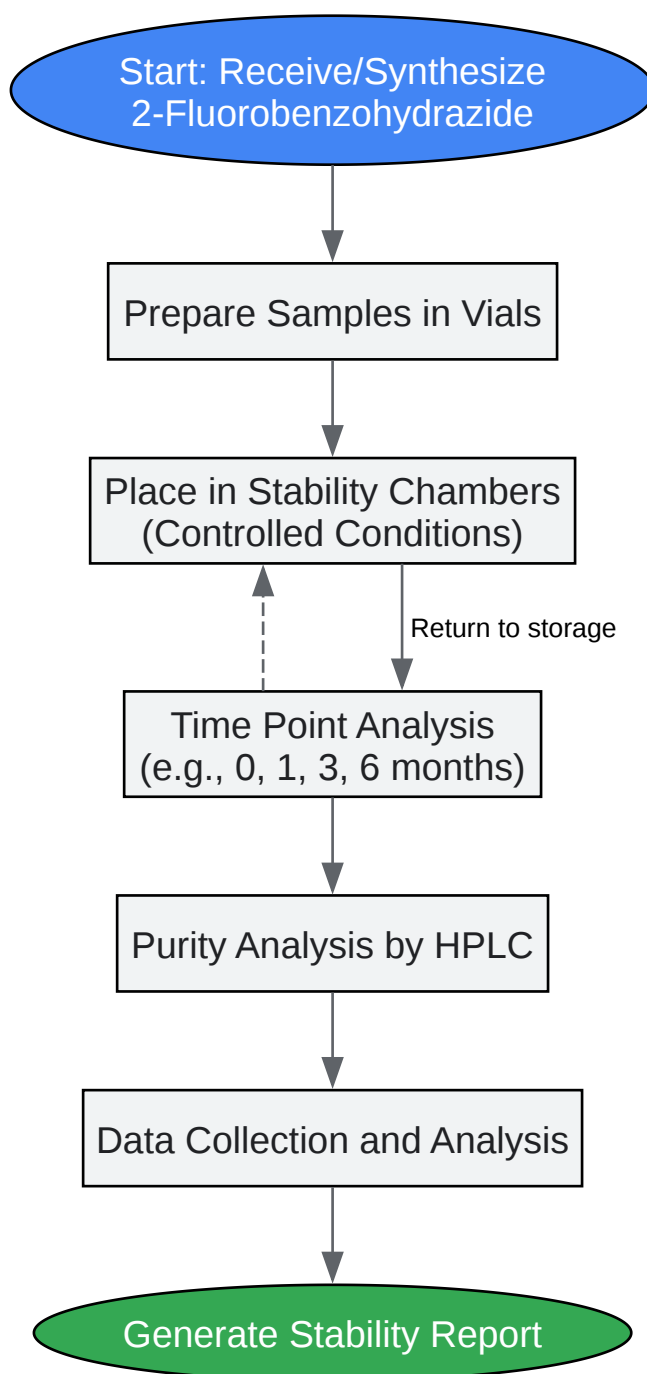 Start: Receive/Synthesize
2-Fluorobenzohydrazide
Prepare Samples in Vials
Place in Stability Chambers
(Controlled Conditions)
Return to storage
Time Point Analysis
(e.g., 0, 1, 3, 6 months)
Purity Analysis by HPLC
Data Collection and Analysis
Generate Stability Report